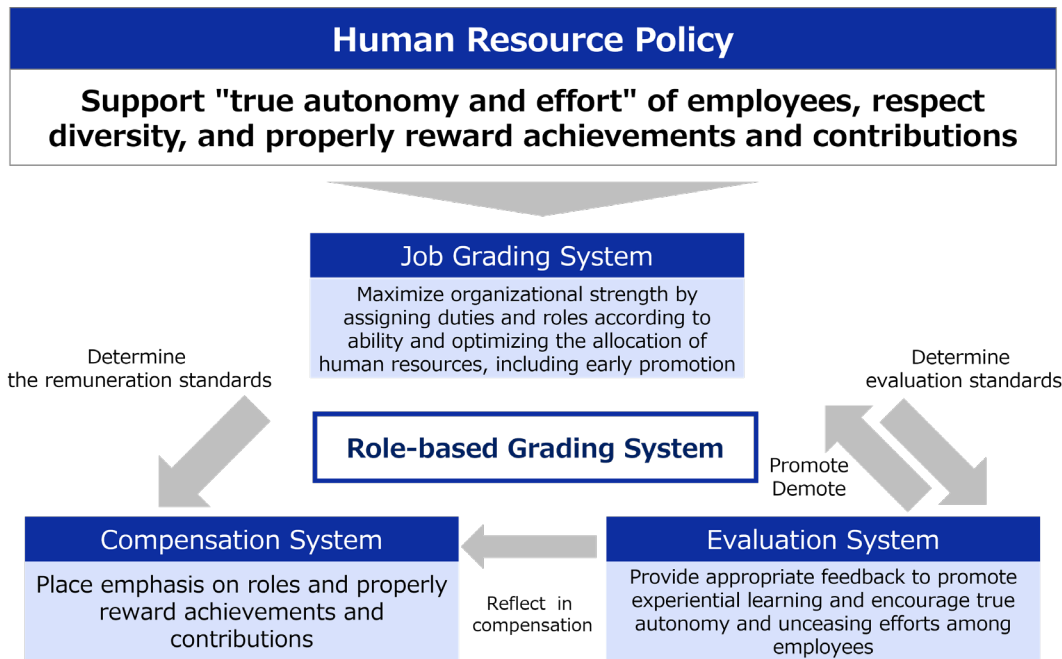 Human Resource Policy
Support "true autonomy and effort" of employees, respect
diversity, and properly reward achievements and contributions
Job Grading System
Maximize organizational strength by
assigning duties and roles according to
ability and optimizing the allocation of
human resources, including early promotion
Determine
the remuneration standards
Determine
evaluation standards
Role-based Grading System
Promote
Demote
Compensation System
Place emphasis on roles and properly
reward achievements and
contributions
Reflect in
compensation
Evaluation System
Provide appropriate feedback to promote
experiential learning and encourage true
autonomy and unceasing efforts among
employees